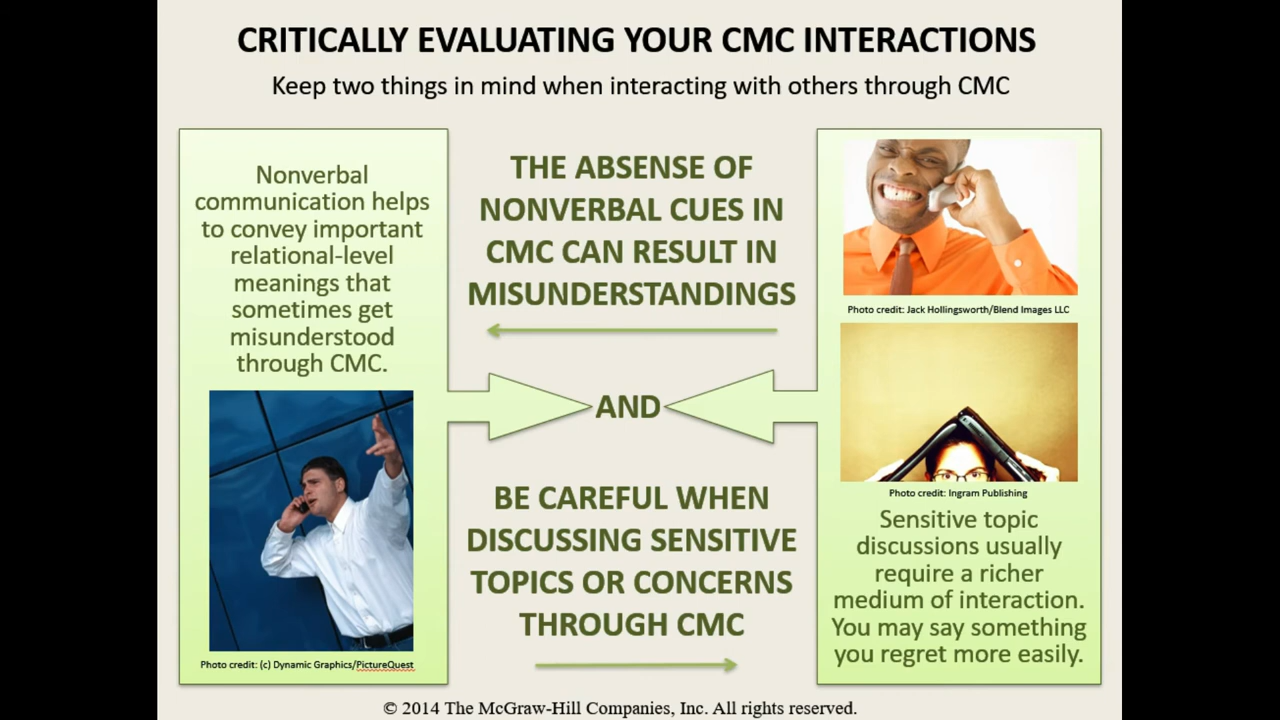 CRITICALLY EVALUATING YOUR CMC INTERACTIONS
Keep two things in mind when interacting with others through CMC
Nonverbal
communication helps
to convey important
relational-level
meanings that
sometimes get
misunderstood
through CMC.
Photo credit: (c) Dynamic Graphics/PictureQuest
THE ABSENSE OF
NONVERBAL CUES IN
CMC CAN RESULT IN
MISUNDERSTANDINGS
AND
BE CAREFUL WHEN
DISCUSSING SENSITIVE
TOPICS OR CONCERNS
THROUGH CMC
Photo credit: Jack Hollingsworth/Blend Images LLC
Photo credit: Ingram Publishing
Sensitive topic
discussions usually
require a richer
medium of interaction.
You may say something
you regret more easily.
© 2014 The McGraw-Hill Companies, Inc. All rights reserved.